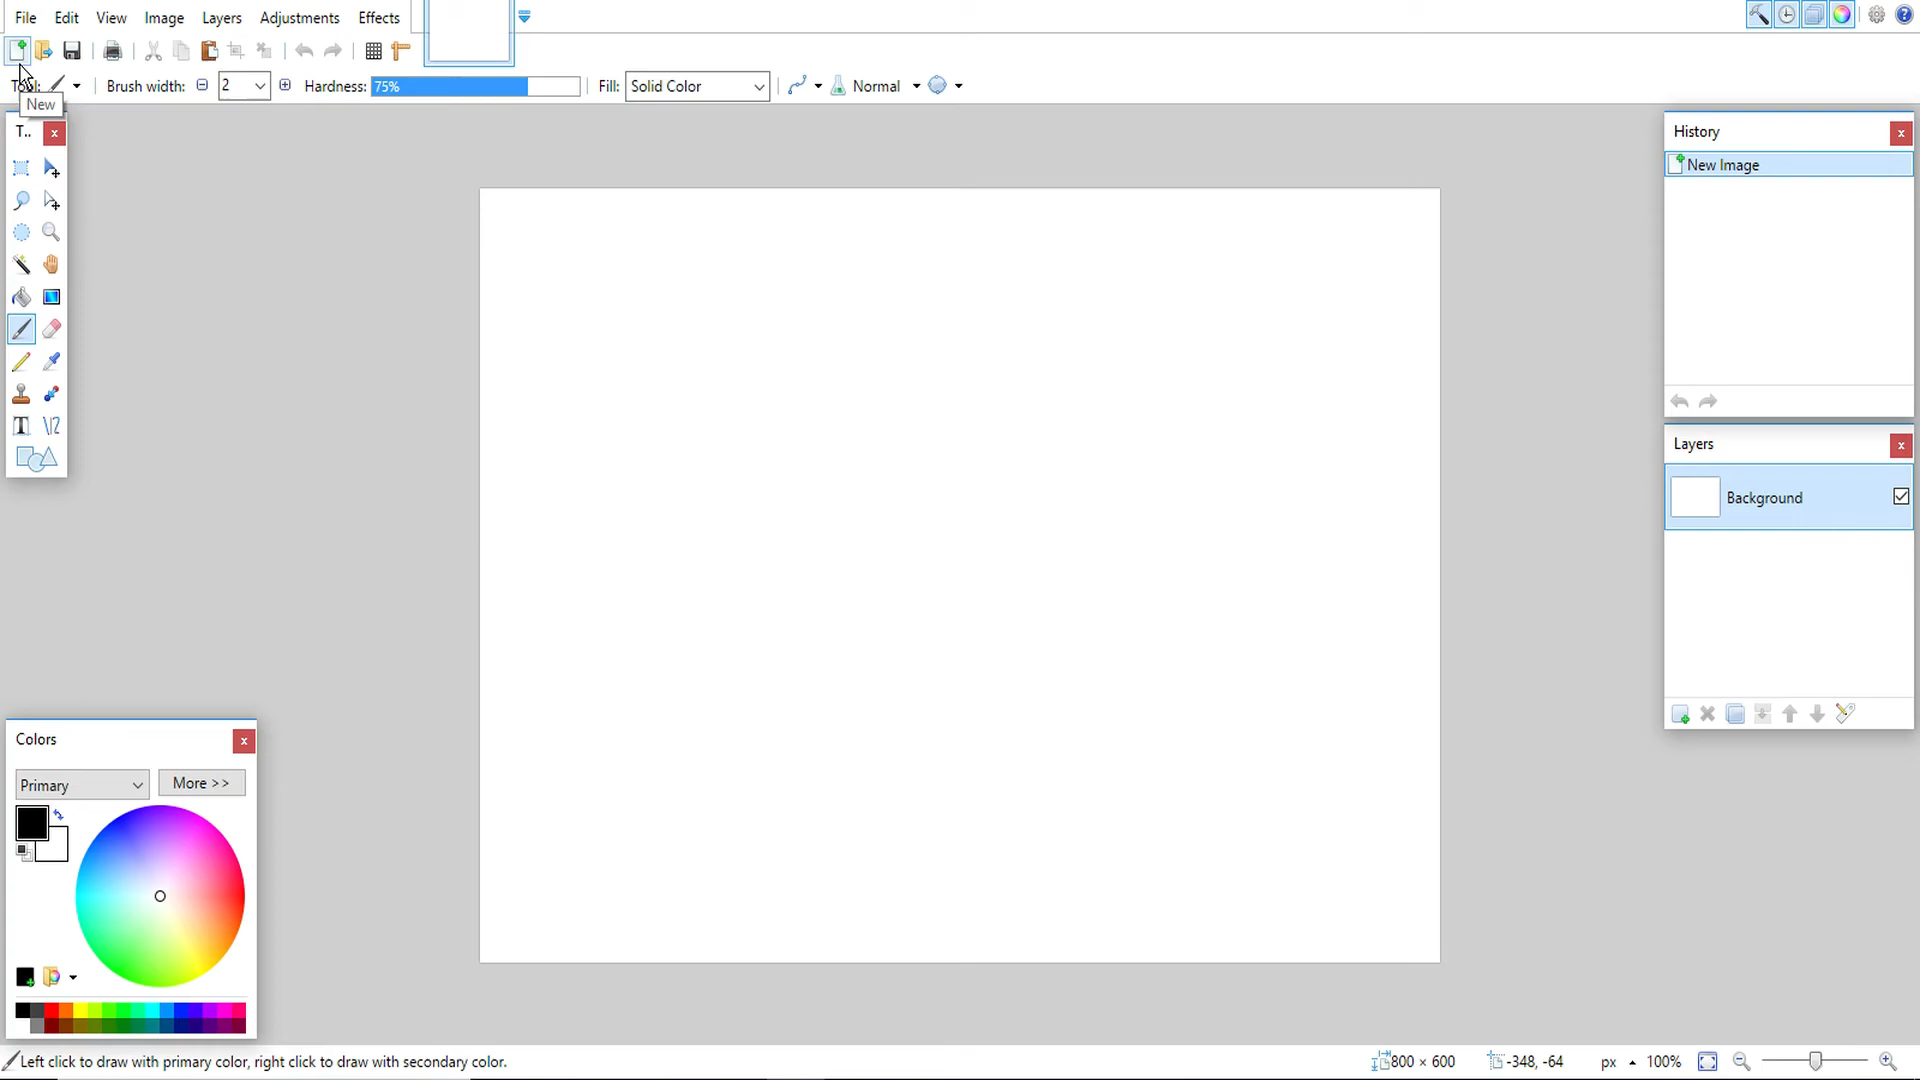 File Edit View Image Layers Adjustments Effects
Brush width: 2 Hardness: 75% Fill: Solid Color Normal
New
T..
History
New Image
Layers
Background
Colors
Primary More >>
Left click to draw with primary color, right click to draw with secondary color. 800 × 600 -348, -64 px 100%